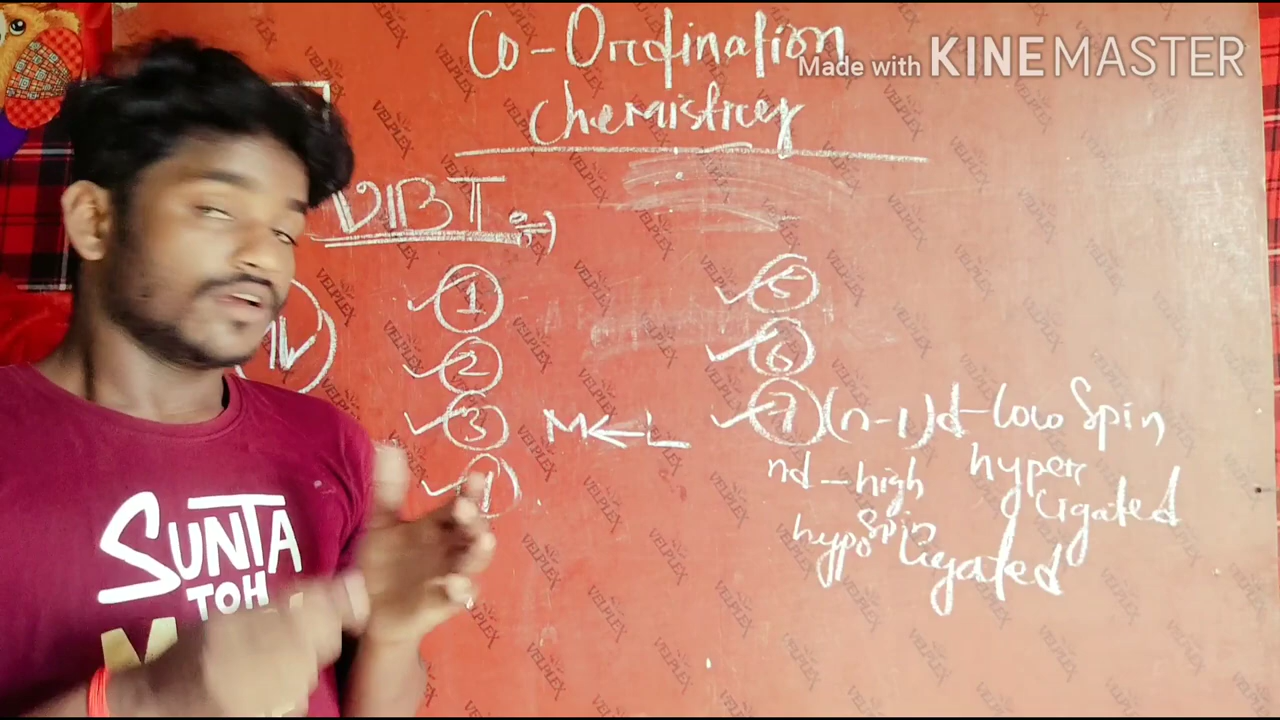 Co-Ordination
Made with KINEMASTER
chemistrey
VBT :-)
1
2
3 M←L
5
6
7 (n-1)d-low Spin
hyper
Ligated
nd-high
Spin
hypo Ligated
SUNTA
TOH
VELPLEX